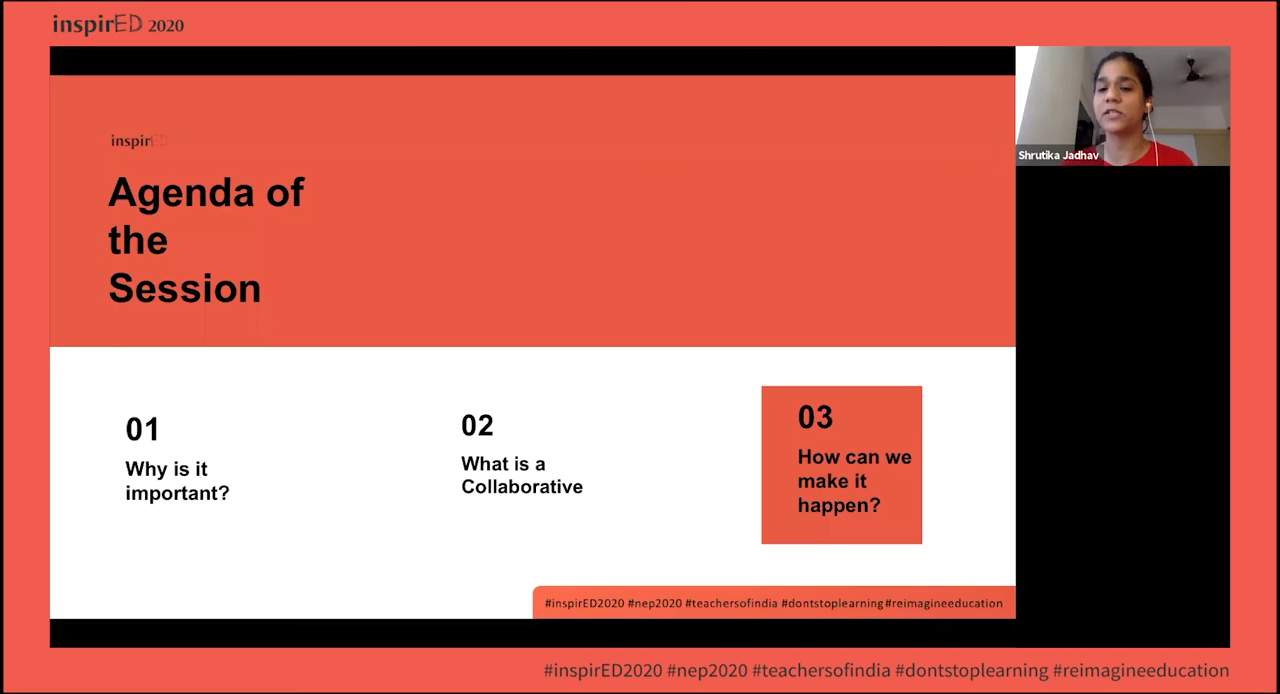 inspirED 2020
inspirED
Agenda of
the
Session
Shrutika Jadhav
01
Why is it
important?
02
What is a
Collaborative
03
How can we
make it
happen?
#inspirED2020 #nep2020 #teachersofindia #dontstoplearning #reimagineeducation
#inspirED2020 #nep2020 #teachersofindia #dontstoplearning #reimagineeducation